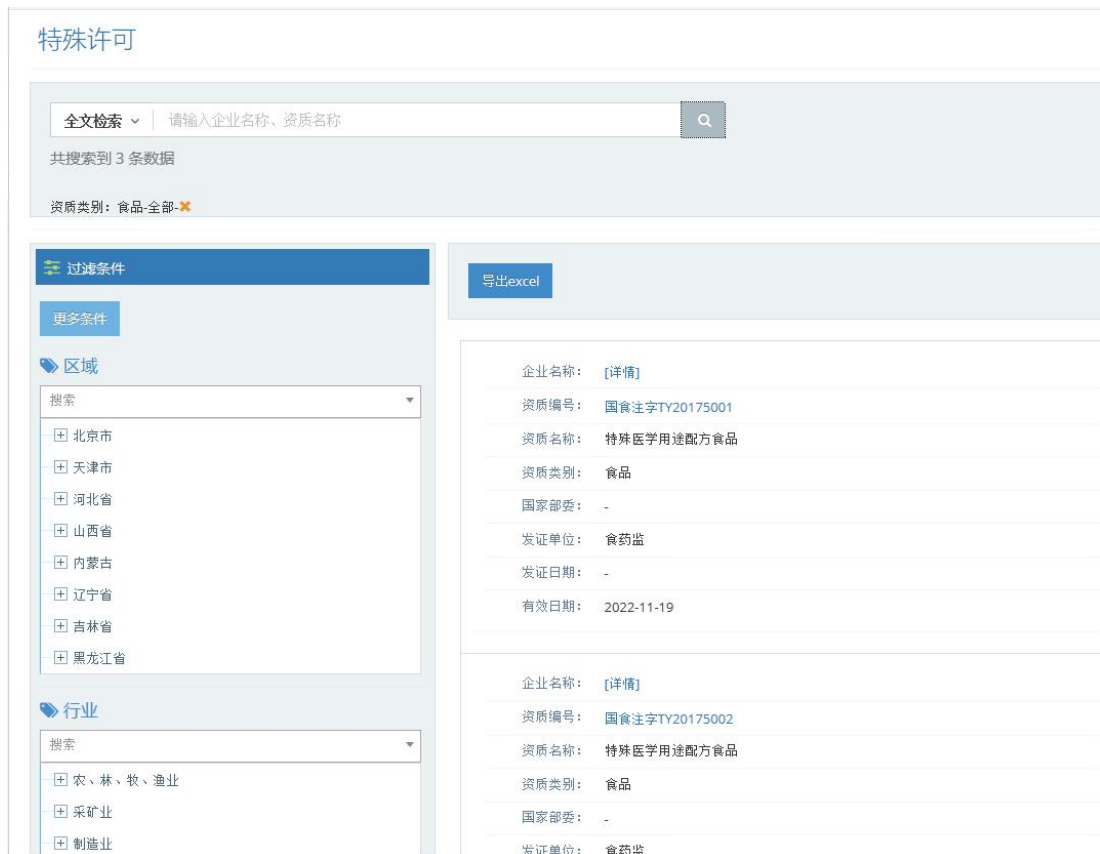 特殊许可
全文检索 请输入企业名称、资质名称
共搜索到 3 条数据
资质类别：食品-全部-
过滤条件
更多条件
区域
搜索
北京市
天津市
河北省
山西省
内蒙古
辽宁省
吉林省
黑龙江省
行业
搜索
农、林、牧、渔业
采矿业
制造业
导出excel
企业名称： [详情]
资质编号： 国食注字TY20175001
资质名称： 特殊医学用途配方食品
资质类别： 食品
国家部委： -
发证单位： 食药监
发证日期： -
有效日期： 2022-11-19
企业名称： [详情]
资质编号： 国食注字TY20175002
资质名称： 特殊医学用途配方食品
资质类别： 食品
国家部委： -
发证单位： 食药监